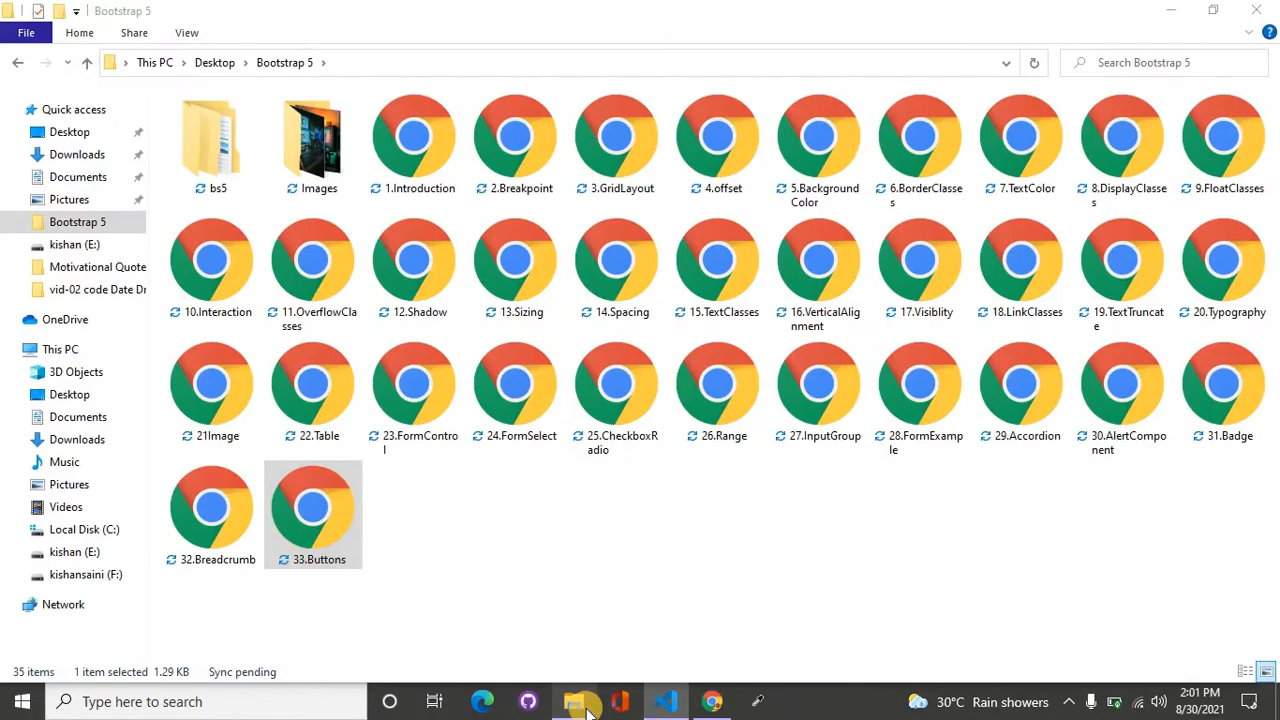 Bootstrap 5
File Home Share View
This PC Desktop Bootstrap 5 Search Bootstrap 5
Quick access
Desktop
Downloads
Documents
Pictures
Bootstrap 5
kishan (E:)
Motivational Quote
vid-02 code Date Dr
OneDrive
This PC
3D Objects
Desktop
Documents
Downloads
Music
Pictures
Videos
Local Disk (C:)
kishan (E:)
kishansaini (F:)
Network
bs5 Images 1.Introduction 2.Breakpoint 3.GridLayout 4.offset 5.Background 6.BorderClasse 7.TextColor 8.DisplayClasse 9.FloatClasses
Color s s
10.Interaction 11.OverflowCla 12.Shadow 13.Sizing 14.Spacing 15.TextClasses 16.VerticalAlig 17.Visiblity 18.LinkClasses 19.TextTruncat 20.Typography
sses nment e
21Image 22.Table 23.FormContro 24.FormSelect 25.CheckboxR 26.Range 27.InputGroup 28.FormExamp 29.Accordion 30.AlertCompo 31.Badge
l adio le nent
32.Breadcrumb 33.Buttons
35 items 1 item selected 1.29 KB Sync pending
Type here to search 30°C Rain showers 2:01 PM
8/30/2021